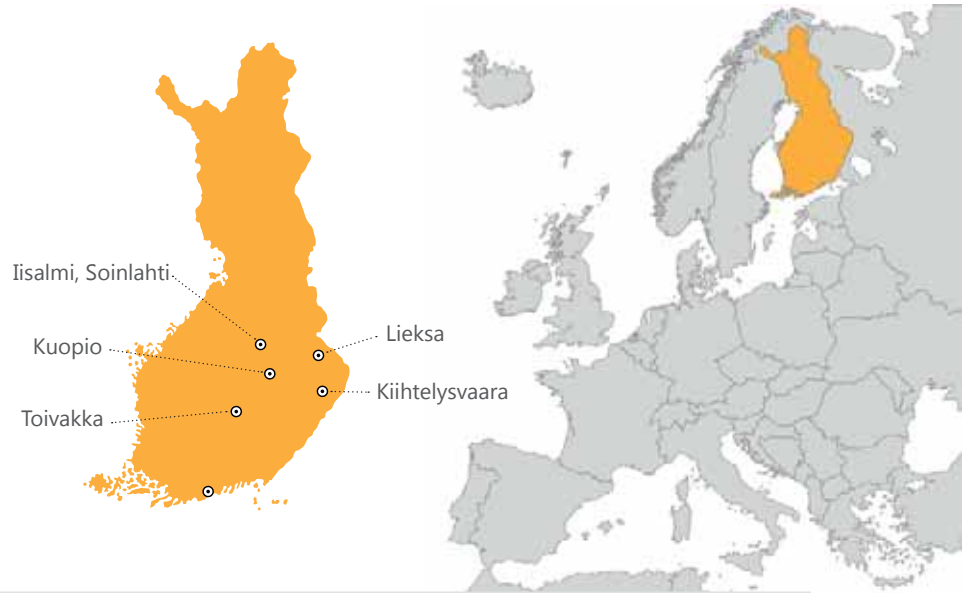 Iisalmi, Soinlahti
Lieksa
Kuopio
Kiihtelysvaara
Toivakka